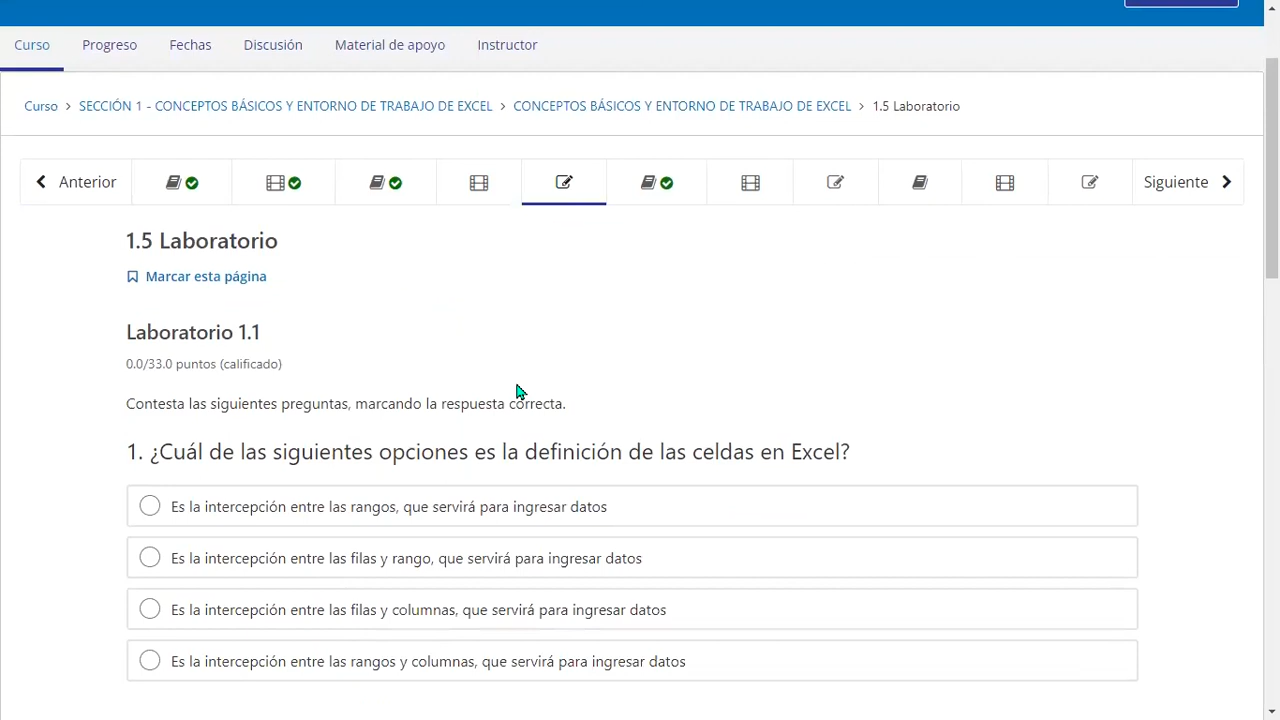 Curso Progreso Fechas Discusión Material de apoyo Instructor
Curso > SECCIÓN 1 - CONCEPTOS BÁSICOS Y ENTORNO DE TRABAJO DE EXCEL > CONCEPTOS BÁSICOS Y ENTORNO DE TRABAJO DE EXCEL > 1.5 Laboratorio
Anterior Siguiente
1.5 Laboratorio
Marcar esta página
Laboratorio 1.1
0.0/33.0 puntos (calificado)
Contesta las siguientes preguntas, marcando la respuesta correcta.
1. ¿Cuál de las siguientes opciones es la definición de las celdas en Excel?
Es la intercepción entre las rangos, que servirá para ingresar datos
Es la intercepción entre las filas y rango, que servirá para ingresar datos
Es la intercepción entre las filas y columnas, que servirá para ingresar datos
Es la intercepción entre las rangos y columnas, que servirá para ingresar datos